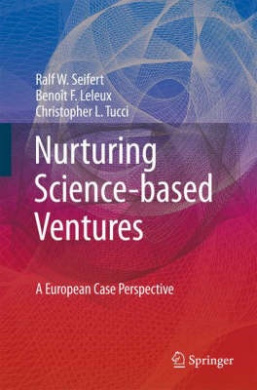 Ralf W. Seifert
Benoît F. Leleux
Christopher L. Tucci
Nurturing
Science-based
Ventures
A European Case Perspective
Springer